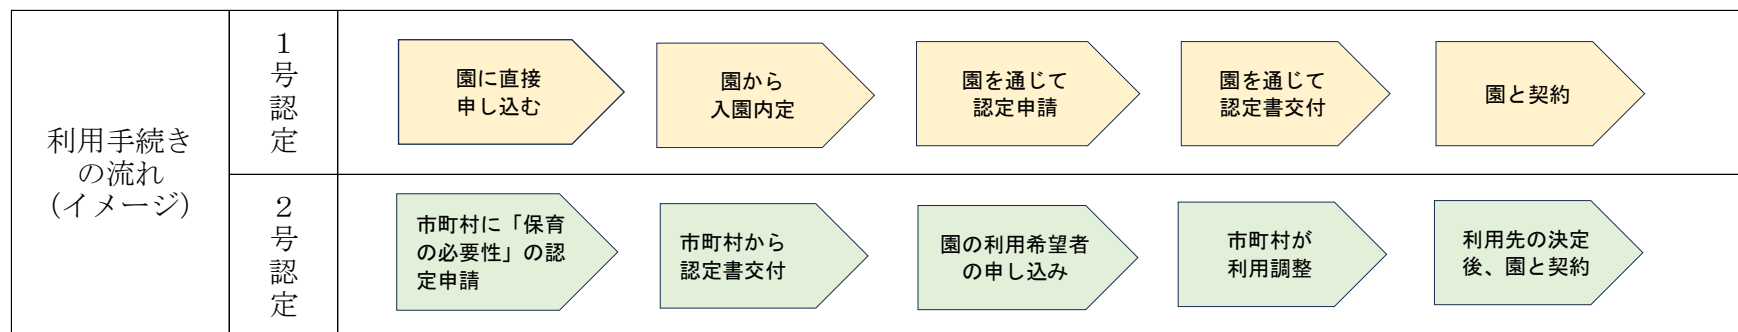 利用手続き
の流れ
(イメージ)
1号認定
園に直接
申し込む
園から
入園内定
園を通じて
認定申請
園を通じて
認定書交付
園と契約
2号認定
市町村に「保育
の必要性」の認
定申請
市町村から
認定書交付
園の利用希望者
の申し込み
市町村が
利用調整
利用先の決定
後、園と契約